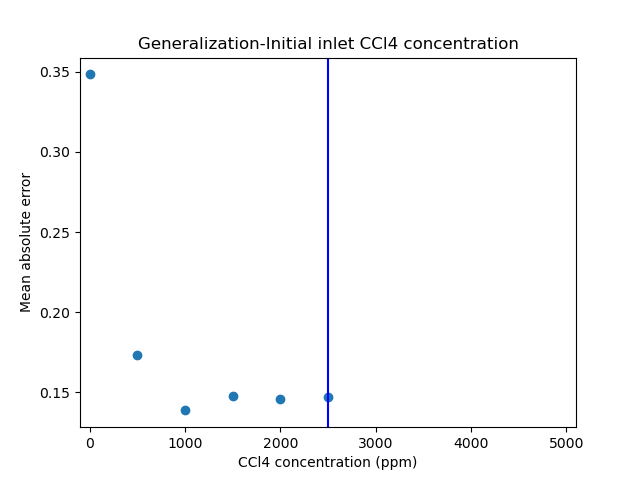 Generalization-Initial inlet CCl4 concentration
0.35
0.30
0.25
0.20
0.15
Mean absolute error
0 1000 2000 3000 4000 5000
CCl4 concentration (ppm)